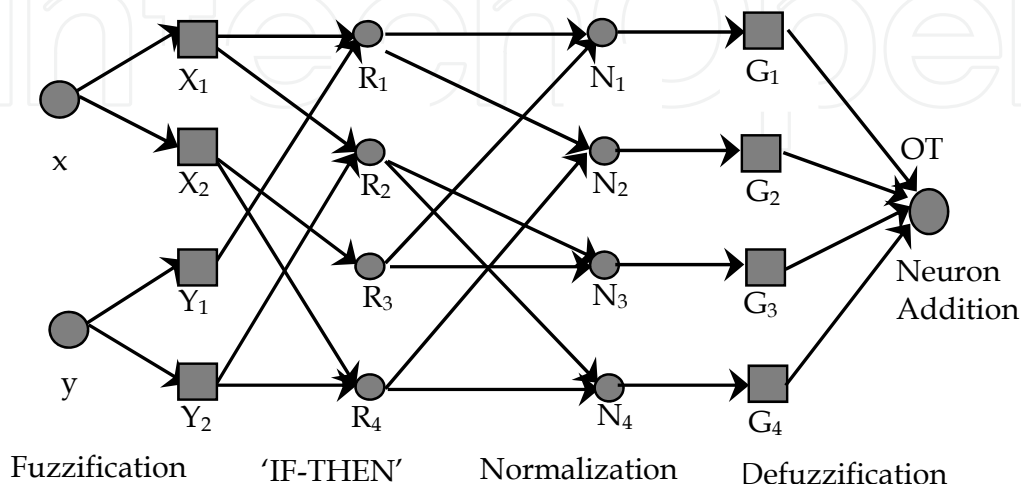 IntechOpen
X₁
R₁
N₁
G₁
OT
x
X₂
R₂
N₂
G₂
Y₁
R₃
N₃
G₃
Neuron
Addition
y
Y₂
R₄
N₄
G₄
Fuzzification
‘IF-THEN’
Normalization
Defuzzification